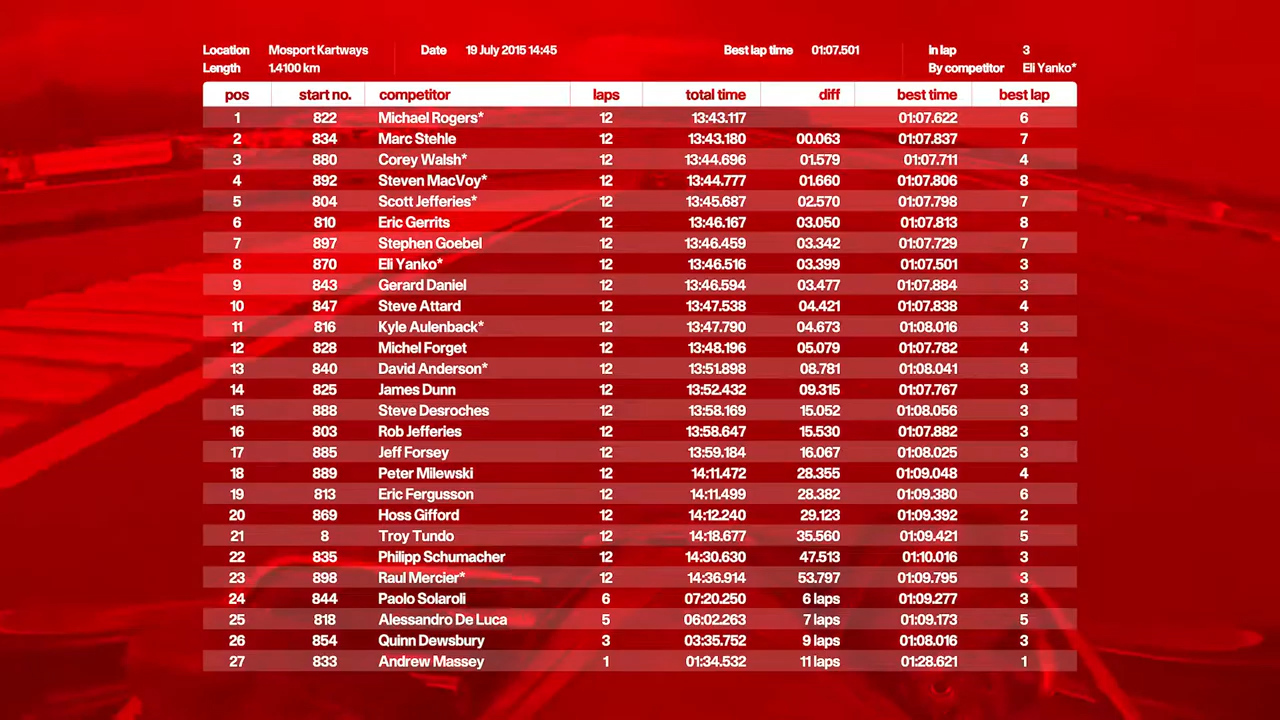 Location Mosport Kartways Date 19 July 2015 14:45 Best lap time 01:07.501 In lap 3
Length 1.4100 km By competitor Eli Yanko*
pos start no. competitor laps total time diff best time best lap
1 822 Michael Rogers* 12 13:43.117 01:07.622 6
2 834 Marc Stehle 12 13:43.180 00.063 01:07.837 7
3 880 Corey Walsh* 12 13:44.696 01.579 01:07.711 4
4 892 Steven MacVoy* 12 13:44.777 01.660 01:07.806 8
5 804 Scott Jefferies* 12 13:45.687 02.570 01:07.798 7
6 810 Eric Gerrits 12 13:46.167 03.050 01:07.813 8
7 897 Stephen Goebel 12 13:46.459 03.342 01:07.729 7
8 870 Eli Yanko* 12 13:46.516 03.399 01:07.501 3
9 843 Gerard Daniel 12 13:46.594 03.477 01:07.884 3
10 847 Steve Attard 12 13:47.538 04.421 01:07.838 4
11 816 Kyle Aulenback* 12 13:47.790 04.673 01:08.016 3
12 828 Michel Forget 12 13:48.196 05.079 01:07.782 4
13 840 David Anderson* 12 13:51.898 08.781 01:08.041 3
14 825 James Dunn 12 13:52.432 09.315 01:07.767 3
15 888 Steve Desroches 12 13:58.169 15.052 01:08.056 3
16 803 Rob Jefferies 12 13:58.647 15.530 01:07.882 3
17 885 Jeff Forsey 12 13:59.184 16.067 01:08.025 3
18 889 Peter Milewski 12 14:11.472 28.355 01:09.048 4
19 813 Eric Fergusson 12 14:11.499 28.382 01:09.380 6
20 869 Hoss Gifford 12 14:12.240 29.123 01:09.392 2
21 8 Troy Tundo 12 14:18.677 35.560 01:09.421 5
22 835 Philipp Schumacher 12 14:30.630 47.513 01:10.016 3
23 898 Raul Mercier* 12 14:36.914 53.797 01:09.795 3
24 844 Paolo Solaroli 6 07:20.250 6 laps 01:09.277 3
25 818 Alessandro De Luca 5 06:02.263 7 laps 01:09.173 5
26 854 Quinn Dewsbury 3 03:35.752 9 laps 01:08.016 3
27 833 Andrew Massey 1 01:34.532 11 laps 01:28.621 1